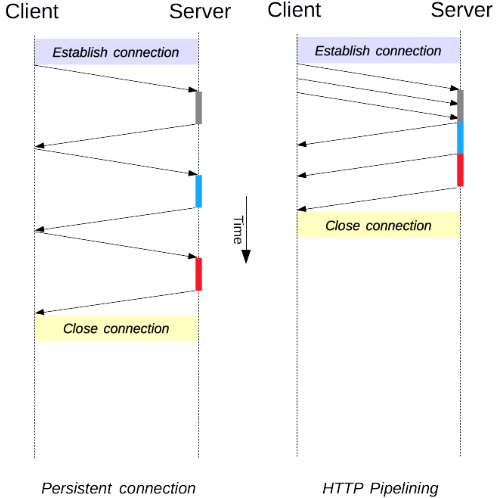 Client
Server
Establish connection
Close connection
Persistent connection
Time
Client
Server
Establish connection
Close connection
HTTP Pipelining